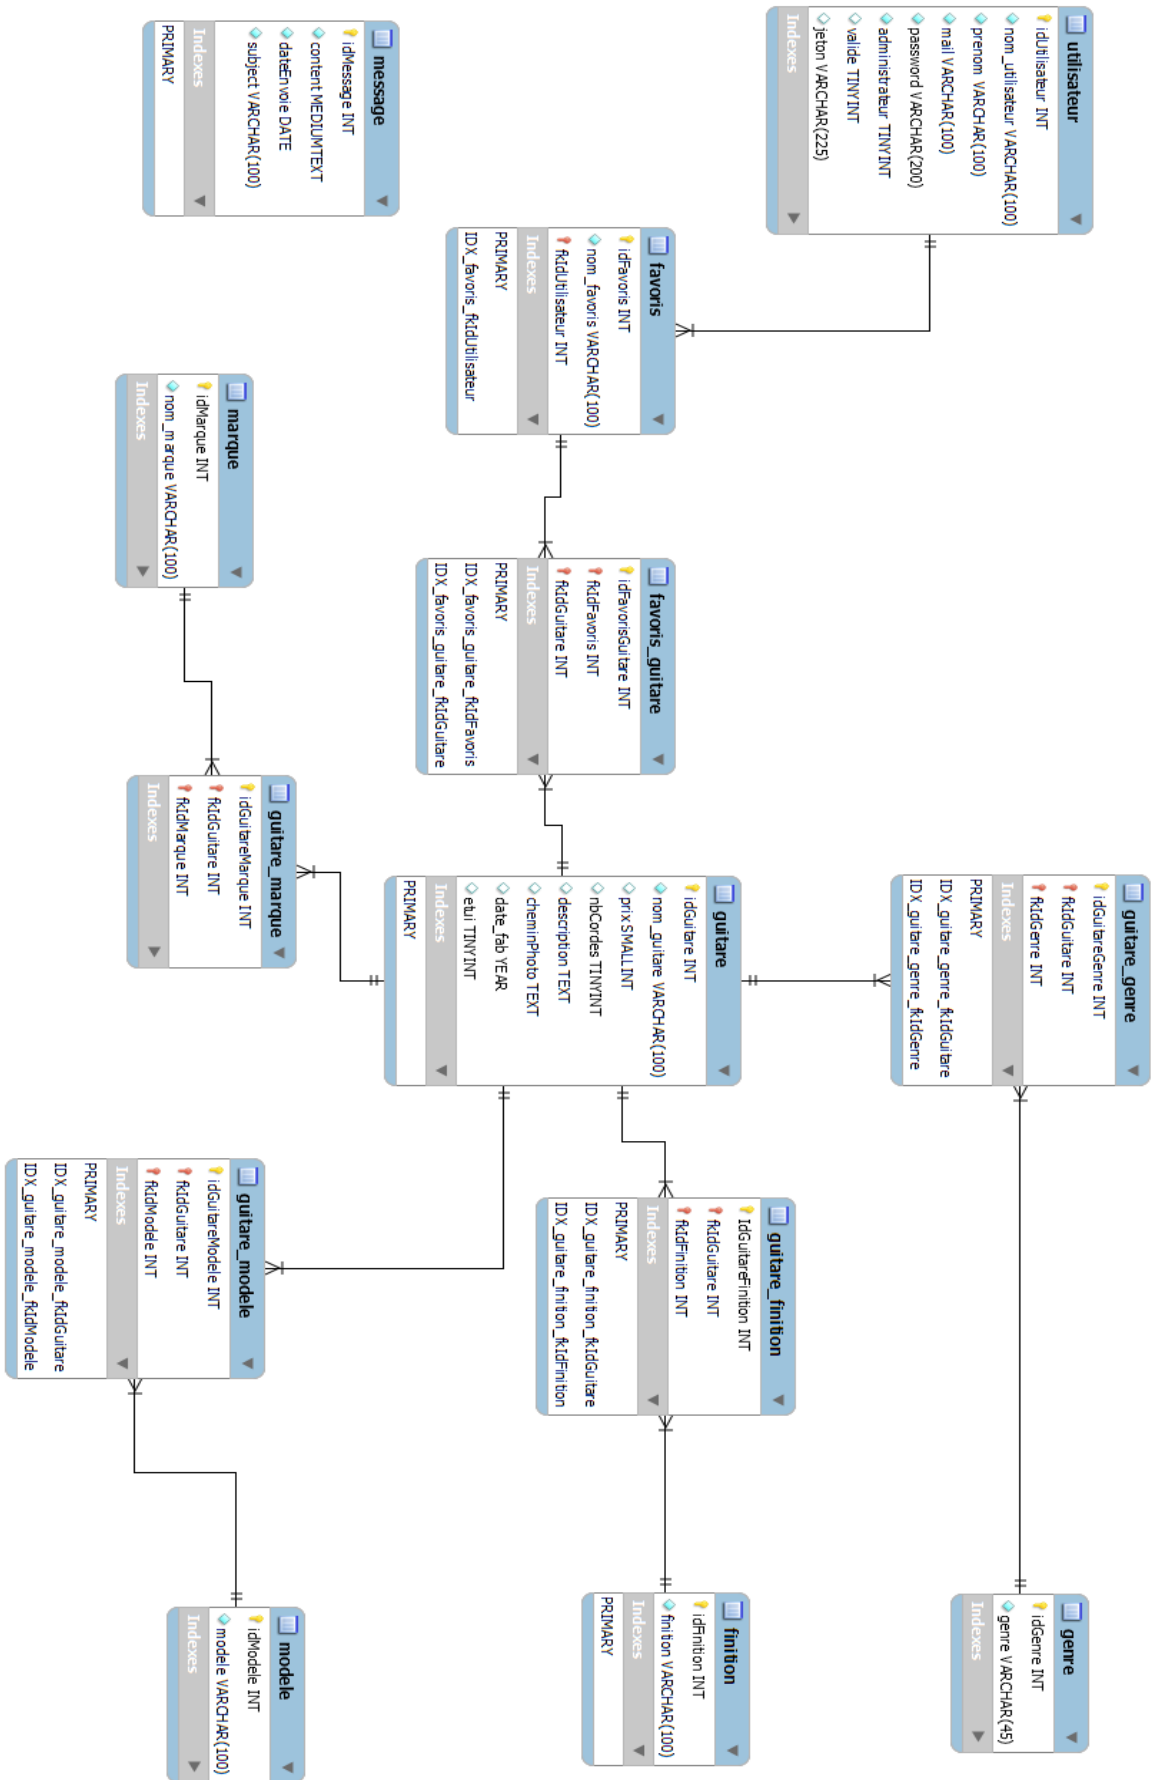 utilisateur
idUtilisateur INT
nom_utilisateur VARCHAR(100)
prenom VARCHAR(100)
mail VARCHAR(100)
password VARCHAR(200)
administrateur TINYINT
valide TINYINT
jeton VARCHAR(225)
Indexes
message
idMessage INT
content MEDIUMTEXT
dateEnvoie DATE
subject VARCHAR(100)
Indexes
PRIMARY
favoris
idFavoris INT
nom_favoris VARCHAR(100)
fkIdUtilisateur INT
Indexes
PRIMARY
IDX_favoris_fkIdUtilisateur
marque
idMarque INT
nom_marque VARCHAR(100)
Indexes
favoris_guitare
idFavorisGuitare INT
fkIdFavoris INT
fkIdGuitare INT
Indexes
PRIMARY
IDX_favoris_guitare_fkIdFavoris
IDX_favoris_guitare_fkIdGuitare
guitare_marque
idGuitareMarque INT
fkIdGuitare INT
fkIdMarque INT
Indexes
guitare_genre
idGuitareGenre INT
fkIdGuitare INT
fkIdGenre INT
Indexes
PRIMARY
IDX_guitare_genre_fkIdGuitare
IDX_guitare_genre_fkIdGenre
guitare
idGuitare INT
nom_guitare VARCHAR(100)
prix SMALLINT
nbCordes TINYINT
description TEXT
cheminPhoto TEXT
date_fab YEAR
etui TINYINT
Indexes
PRIMARY
guitare_finition
IdGuitareFinition INT
fkIdGuitare INT
fkIdFinition INT
Indexes
PRIMARY
IDX_guitare_finition_fkIdGuitare
IDX_guitare_finition_fkIdFinition
guitare_modele
idGuitareModele INT
fkIdGuitare INT
fkIdModele INT
Indexes
PRIMARY
IDX_guitare_modele_fkIdGuitare
IDX_guitare_modele_fkIdModele
genre
idGenre INT
genre VARCHAR(45)
Indexes
finition
idFinition INT
finition VARCHAR(100)
Indexes
PRIMARY
modele
idModele INT
modele VARCHAR(100)
Indexes